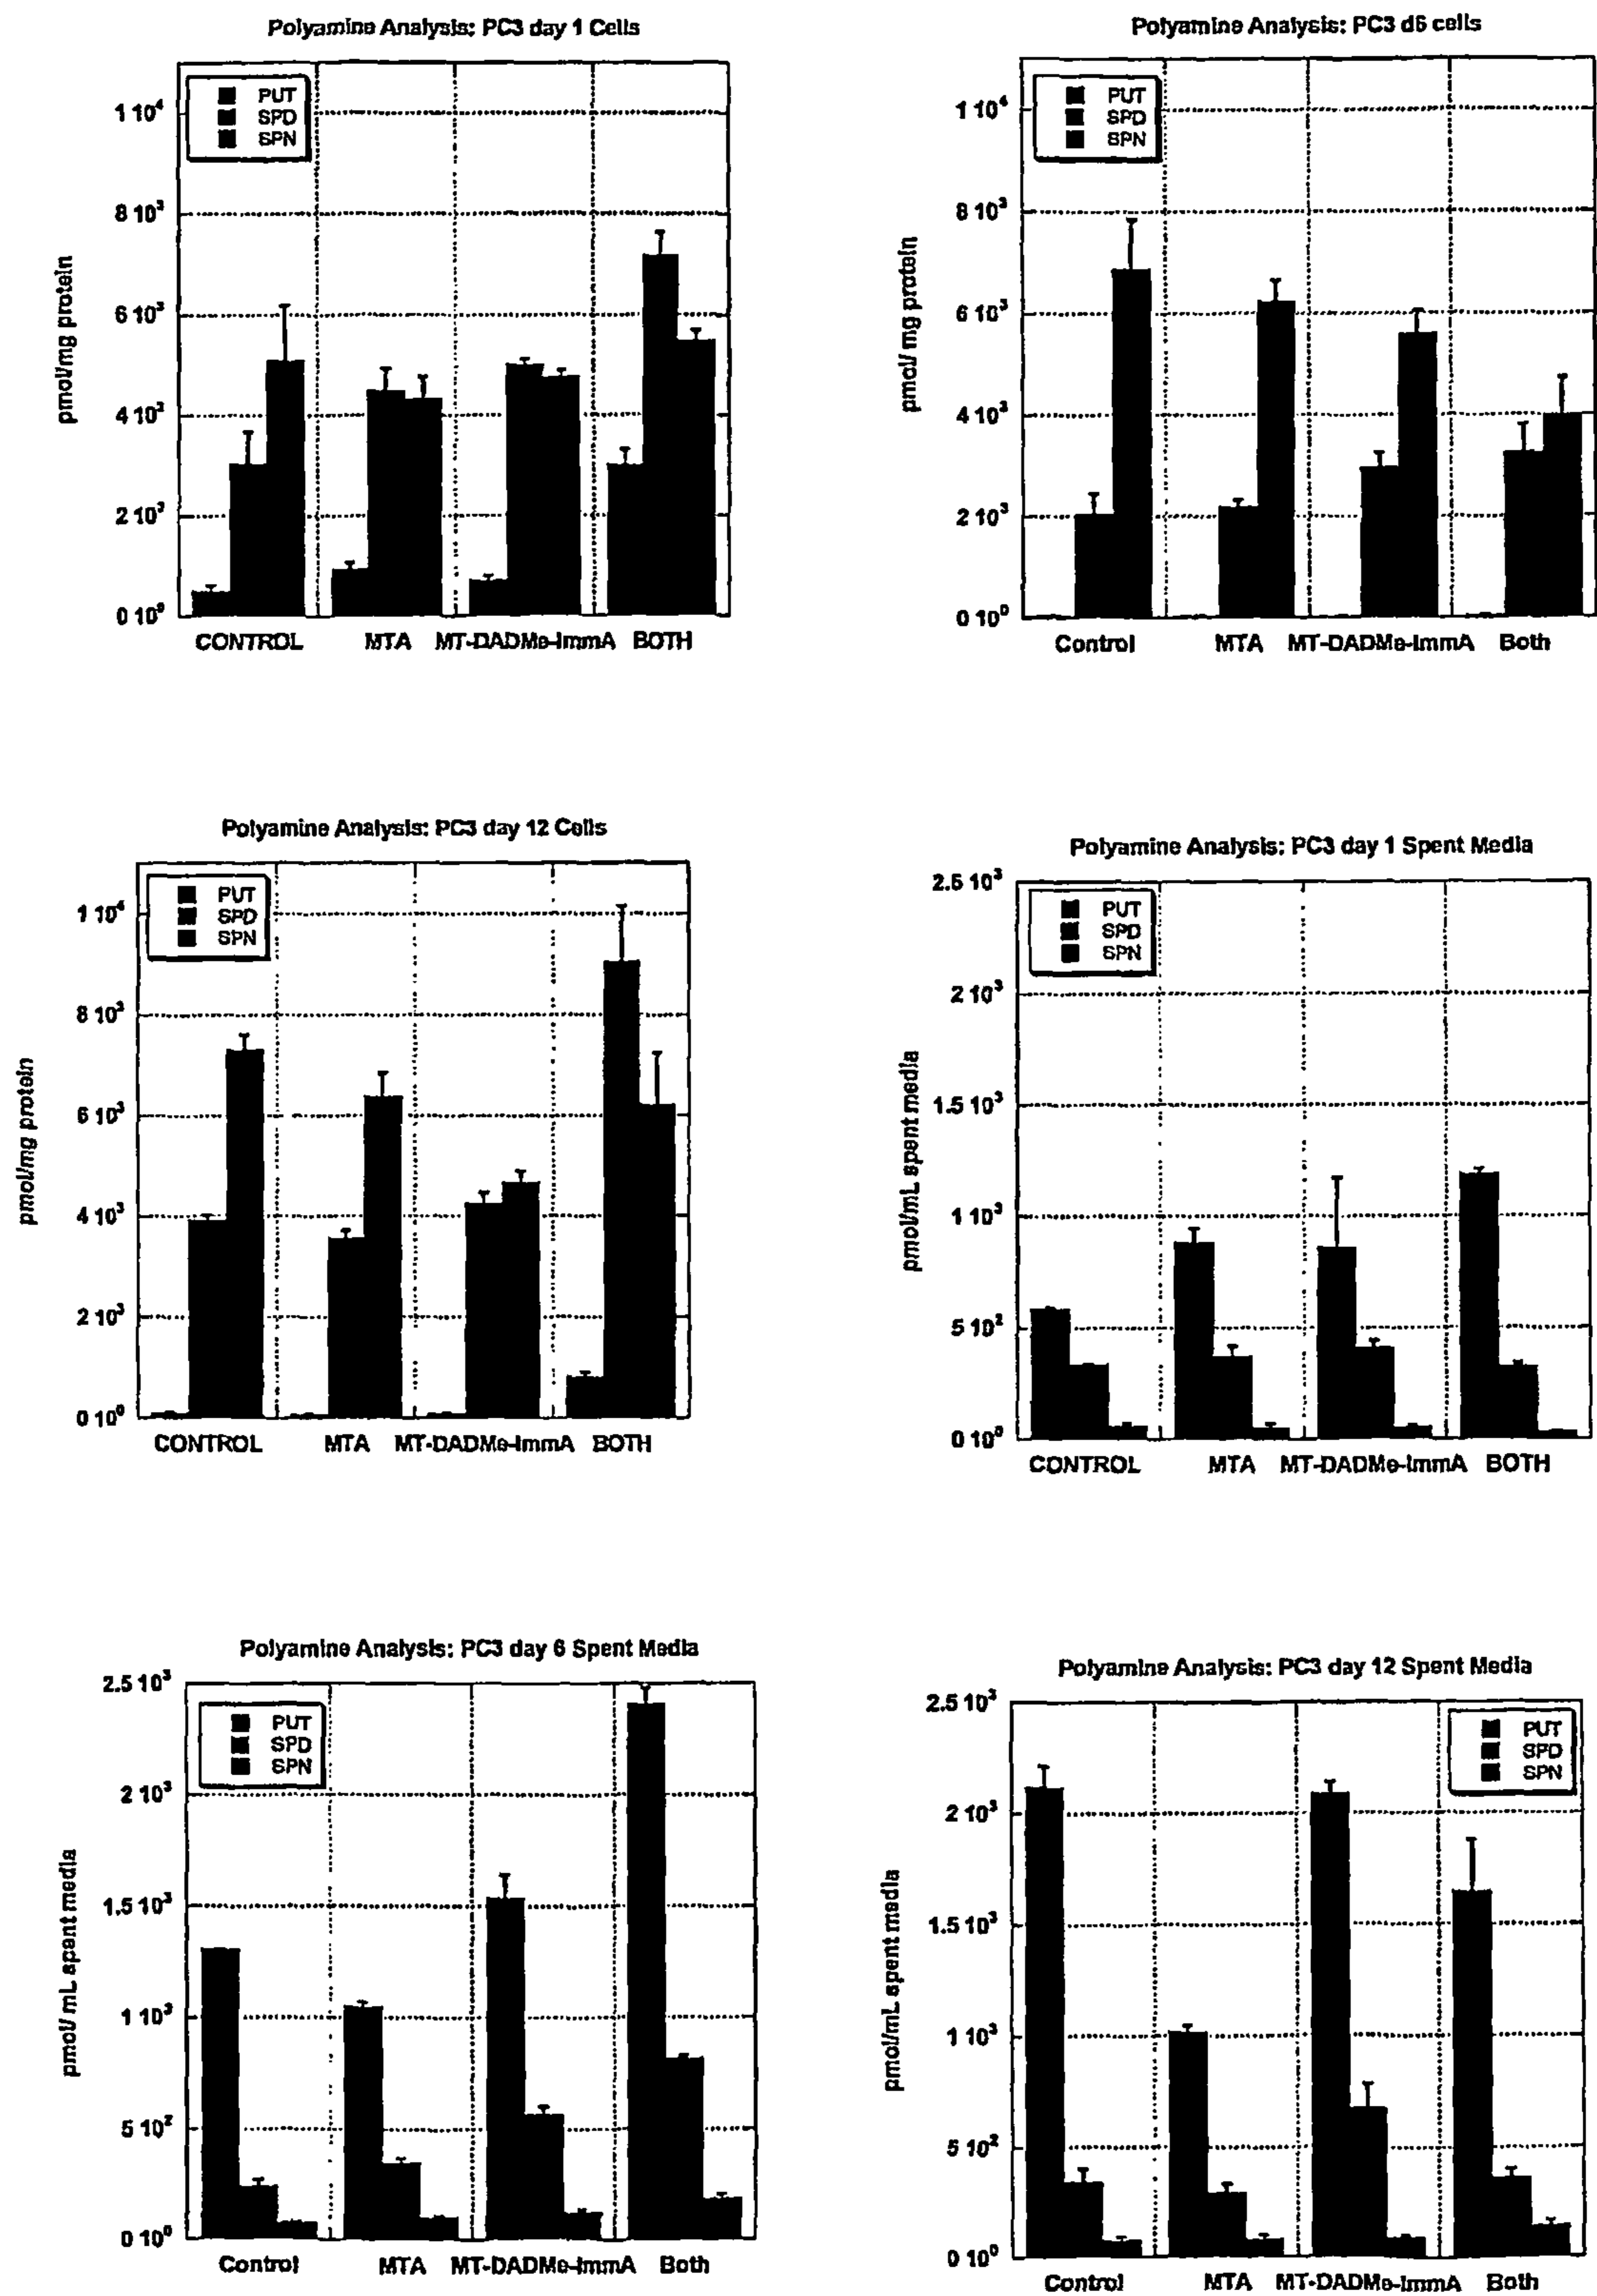 Polyamine Analysis: PC3 day 1 Cells
PUT
SPD
SPN
1 10⁴
8 10³
6 10³
4 10³
2 10³
0 10⁰
pmol/mg protein
CONTROL MTA MT-DADMe-ImmA BOTH
Polyamine Analysis: PC3 d6 cells
PUT
SPD
SPN
1 10⁴
8 10³
6 10³
4 10³
2 10³
0 10⁰
pmol/ mg protein
Control MTA MT-DADMe-ImmA Both
Polyamine Analysis: PC3 day 12 Cells
PUT
SPD
SPN
1 10⁴
8 10³
6 10³
4 10³
2 10³
0 10⁰
pmol/mg protein
CONTROL MTA MT-DADMe-ImmA BOTH
Polyamine Analysis: PC3 day 1 Spent Media
PUT
SPD
SPN
2.5 10³
2 10³
1.5 10³
1 10³
5 10²
0 10⁰
pmol/mL spent media
CONTROL MTA MT-DADMe-ImmA BOTH
Polyamine Analysis: PC3 day 6 Spent Media
PUT
SPD
SPN
2.5 10³
2 10³
1.5 10³
1 10³
5 10²
0 10⁰
pmol/ mL spent media
Control MTA MT-DADMe-ImmA Both
Polyamine Analysis: PC3 day 12 Spent Media
PUT
SPD
SPN
2.5 10³
2 10³
1.5 10³
1 10³
5 10²
0 10⁰
pmol/mL spent media
Control MTA MT-DADMe-ImmA Both